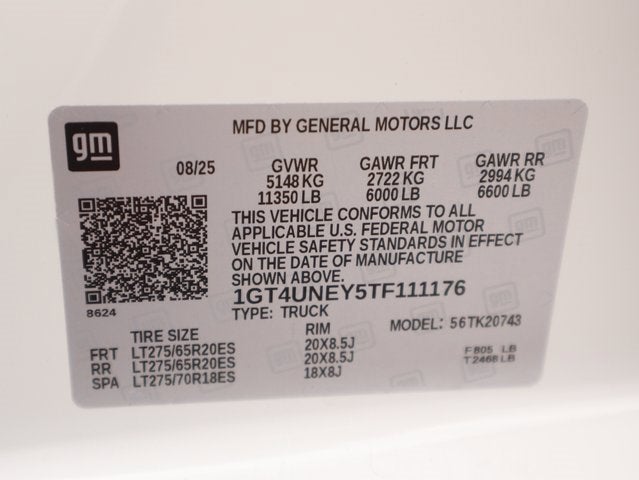 gm
MFD BY GENERAL MOTORS LLC
08/25 GVWR GAWR FRT GAWR RR
5148 KG 2722 KG 2994 KG
11350 LB 6000 LB 6600 LB
THIS VEHICLE CONFORMS TO ALL
APPLICABLE U.S. FEDERAL MOTOR
VEHICLE SAFETY STANDARDS IN EFFECT
ON THE DATE OF MANUFACTURE
SHOWN ABOVE.
8624
1GT4UNEY5TF111176
TYPE: TRUCK MODEL: 56TK20743
TIRE SIZE RIM
FRT LT275/65R20ES 20X8.5J F 805 LB
RR LT275/65R20ES 20X8.5J T 2468 LB
SPA LT275/70R18ES 18X8J